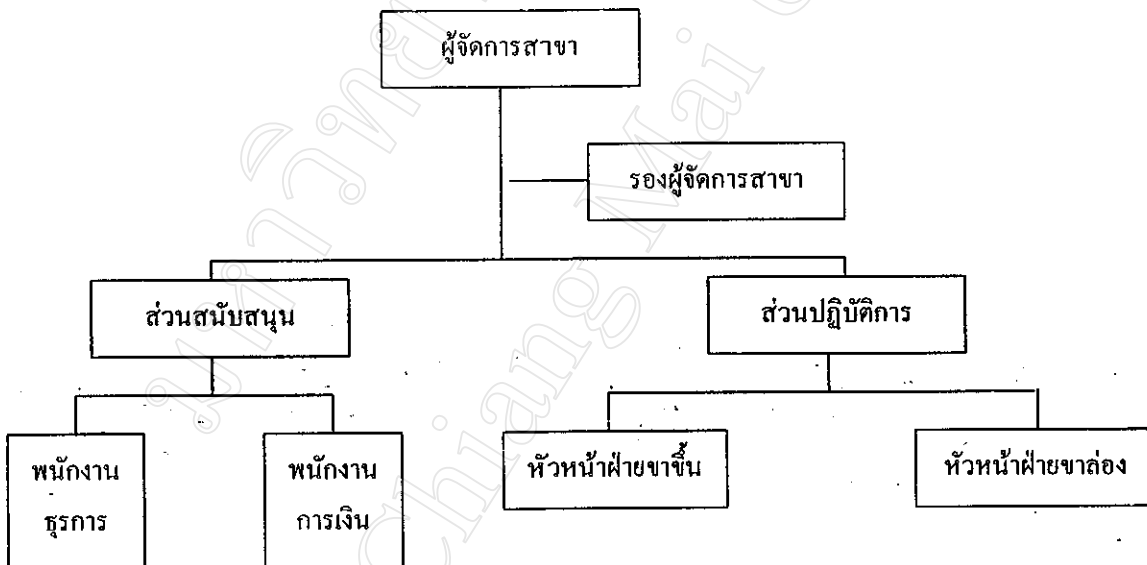 ผู้จัดการสาขา
รองผู้จัดการสาขา
ส่วนสนับสนุน
ส่วนปฏิบัติการ
พนักงาน
ธุรการ
พนักงาน
การเงิน
หัวหน้าฝ่ายขาขึ้น
หัวหน้าฝ่ายขาล่อง
Chiang Mai